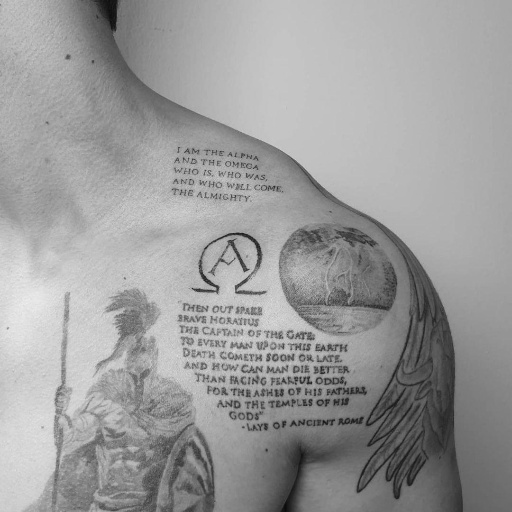 I AM THE ALPHA
AND THE OMEGA
WHO IS, WHO WAS,
AND WHO WILL COME,
THE ALMIGHTY.
Α
Ω
"THEN OUT SPAKE
BRAVE HORATIUS
THE CAPTAIN OF THE GATE:
TO EVERY MAN UPON THIS EARTH
DEATH COMETH SOON OR LATE.
AND HOW CAN MAN DIE BETTER
THAN FACING FEARFUL ODDS,
FOR THE ASHES OF HIS FATHERS,
AND THE TEMPLES OF HIS
GODS"
-LAYS OF ANCIENT ROME